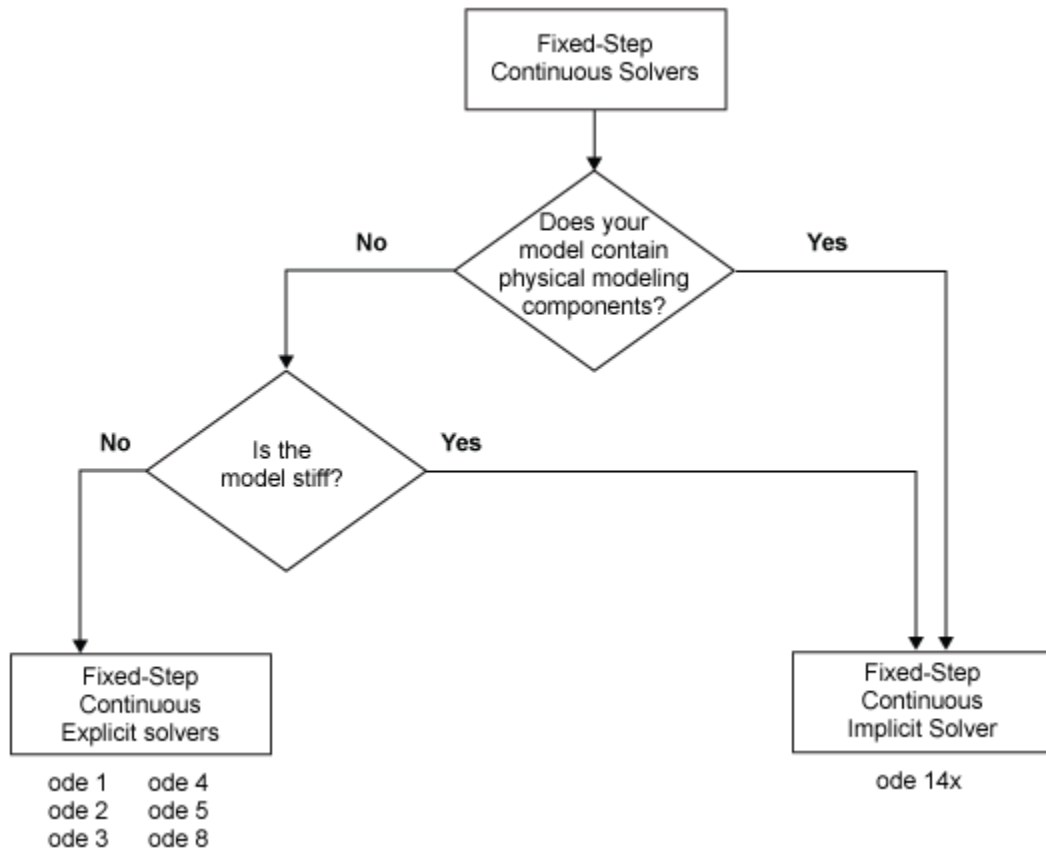 Fixed-Step
Continuous Solvers
Does your
model contain
physical modeling
components?
No
Yes
Is the
model stiff?
No
Yes
Fixed-Step
Continuous
Explicit solvers
ode 1 ode 4
ode 2 ode 5
ode 3 ode 8
Fixed-Step
Continuous
Implicit Solver
ode 14x